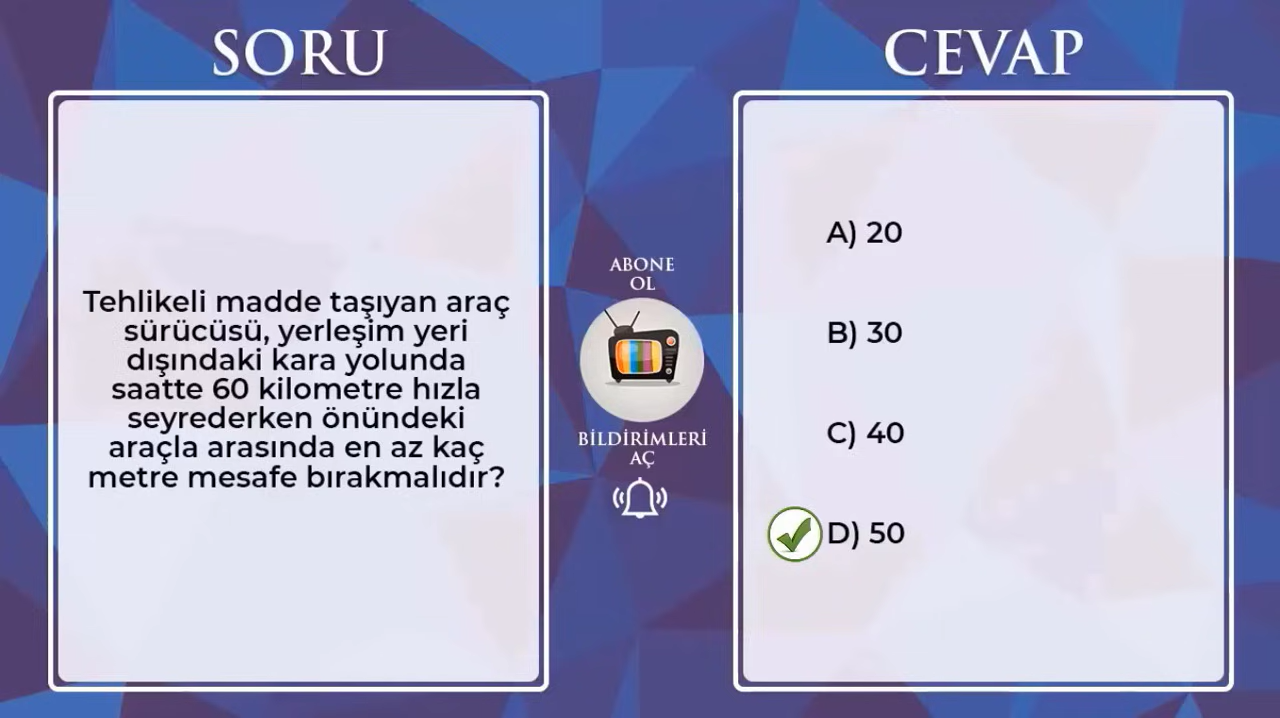 SORU
Tehlikeli madde taşıyan araç
sürücüsü, yerleşim yeri
dışındaki kara yolunda
saatte 60 kilometre hızla
seyrederken önündeki
araçla arasında en az kaç
metre mesafe bırakmalıdır?
ABONE
OL
BİLDİRİMLERİ
AÇ
CEVAP
A) 20
B) 30
C) 40
D) 50